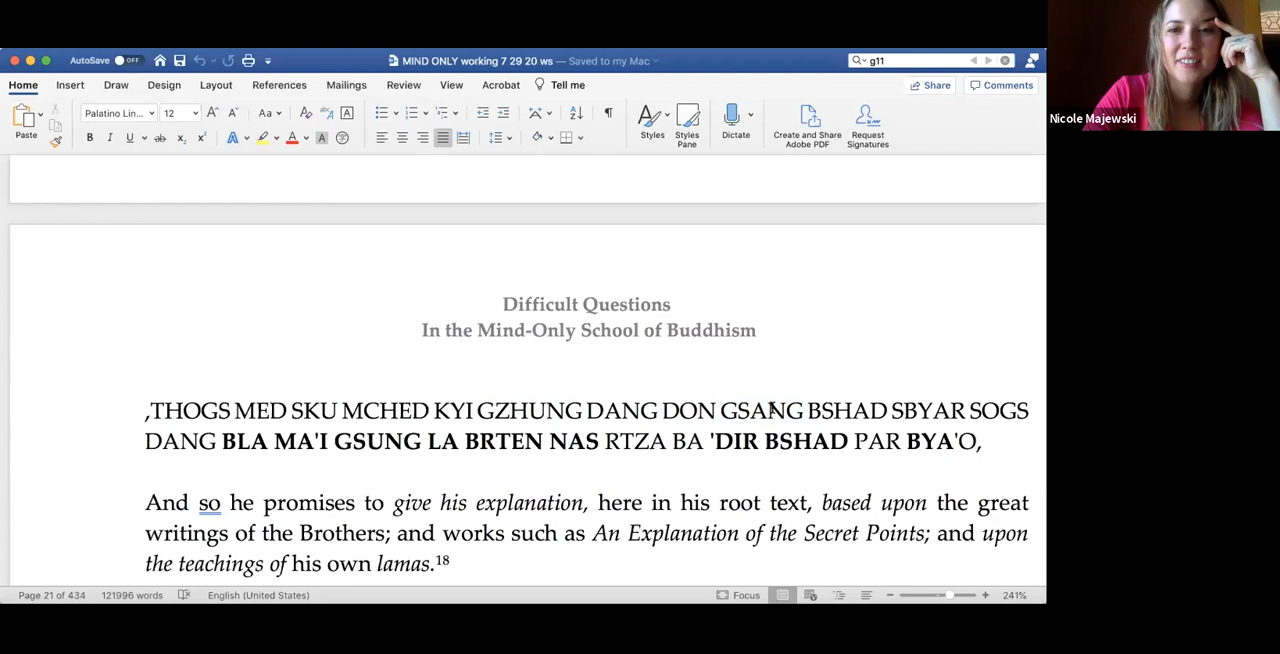 AutoSave OFF MIND ONLY working 7 29 20 ws — Saved to my Mac g11
Home Insert Draw Design Layout References Mailings Review View Acrobat Tell me Share Comments
Paste Palatino Lin... 12 Styles Styles Pane Dictate Create and Share Adobe PDF Request Signatures
Nicole Majewski
Difficult Questions
In the Mind-Only School of Buddhism
,THOGS MED SKU MCHED KYI GZHUNG DANG DON GSANG BSHAD SBYAR SOGS
DANG BLA MA'I GSUNG LA BRTEN NAS RTZA BA 'DIR BSHAD PAR BYA'O,
And so he promises to give his explanation, here in his root text, based upon the great
writings of the Brothers; and works such as An Explanation of the Secret Points; and upon
the teachings of his own lamas.18
Page 21 of 434 121996 words English (United States) Focus 241%